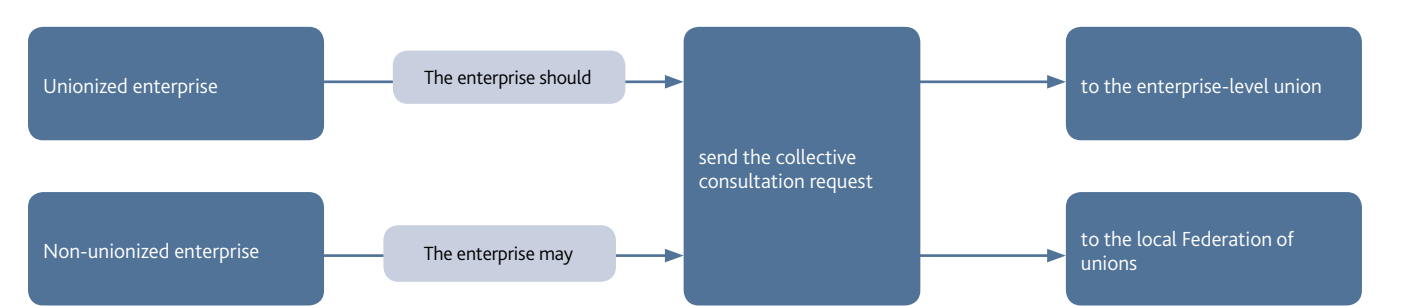 Unionized enterprise
The enterprise should
send the collective
consultation request
to the enterprise-level union
Non-unionized enterprise
The enterprise may
to the local Federation of
unions